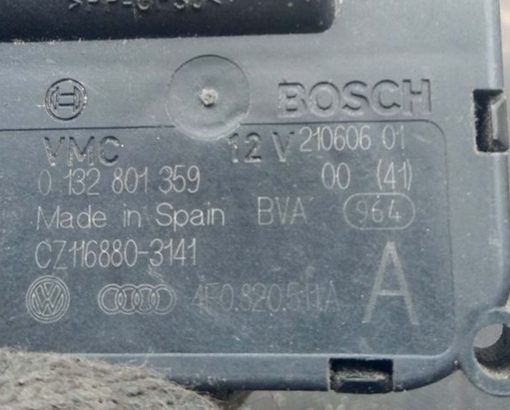 BOSCH
VMC 12 V 210606 01
0 132 801 359 00 (41)
Made in Spain BVA 964
CZ116880-3141
4F0.820.511A A